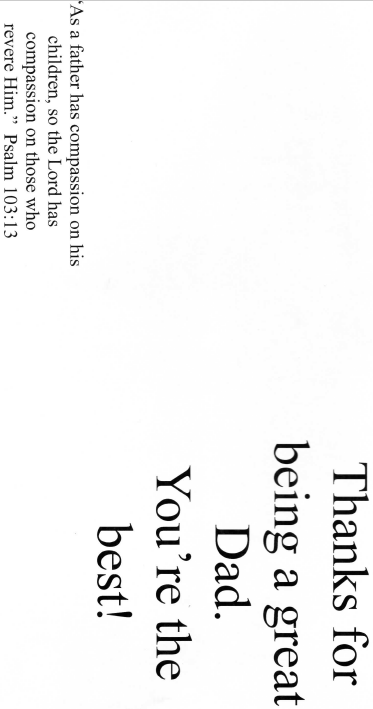 ‘As a father has compassion on his
children, so the Lord has
compassion on those who
revere Him.” Psalm 103:13
Thanks for
being a great
Dad.
You’re the
best!